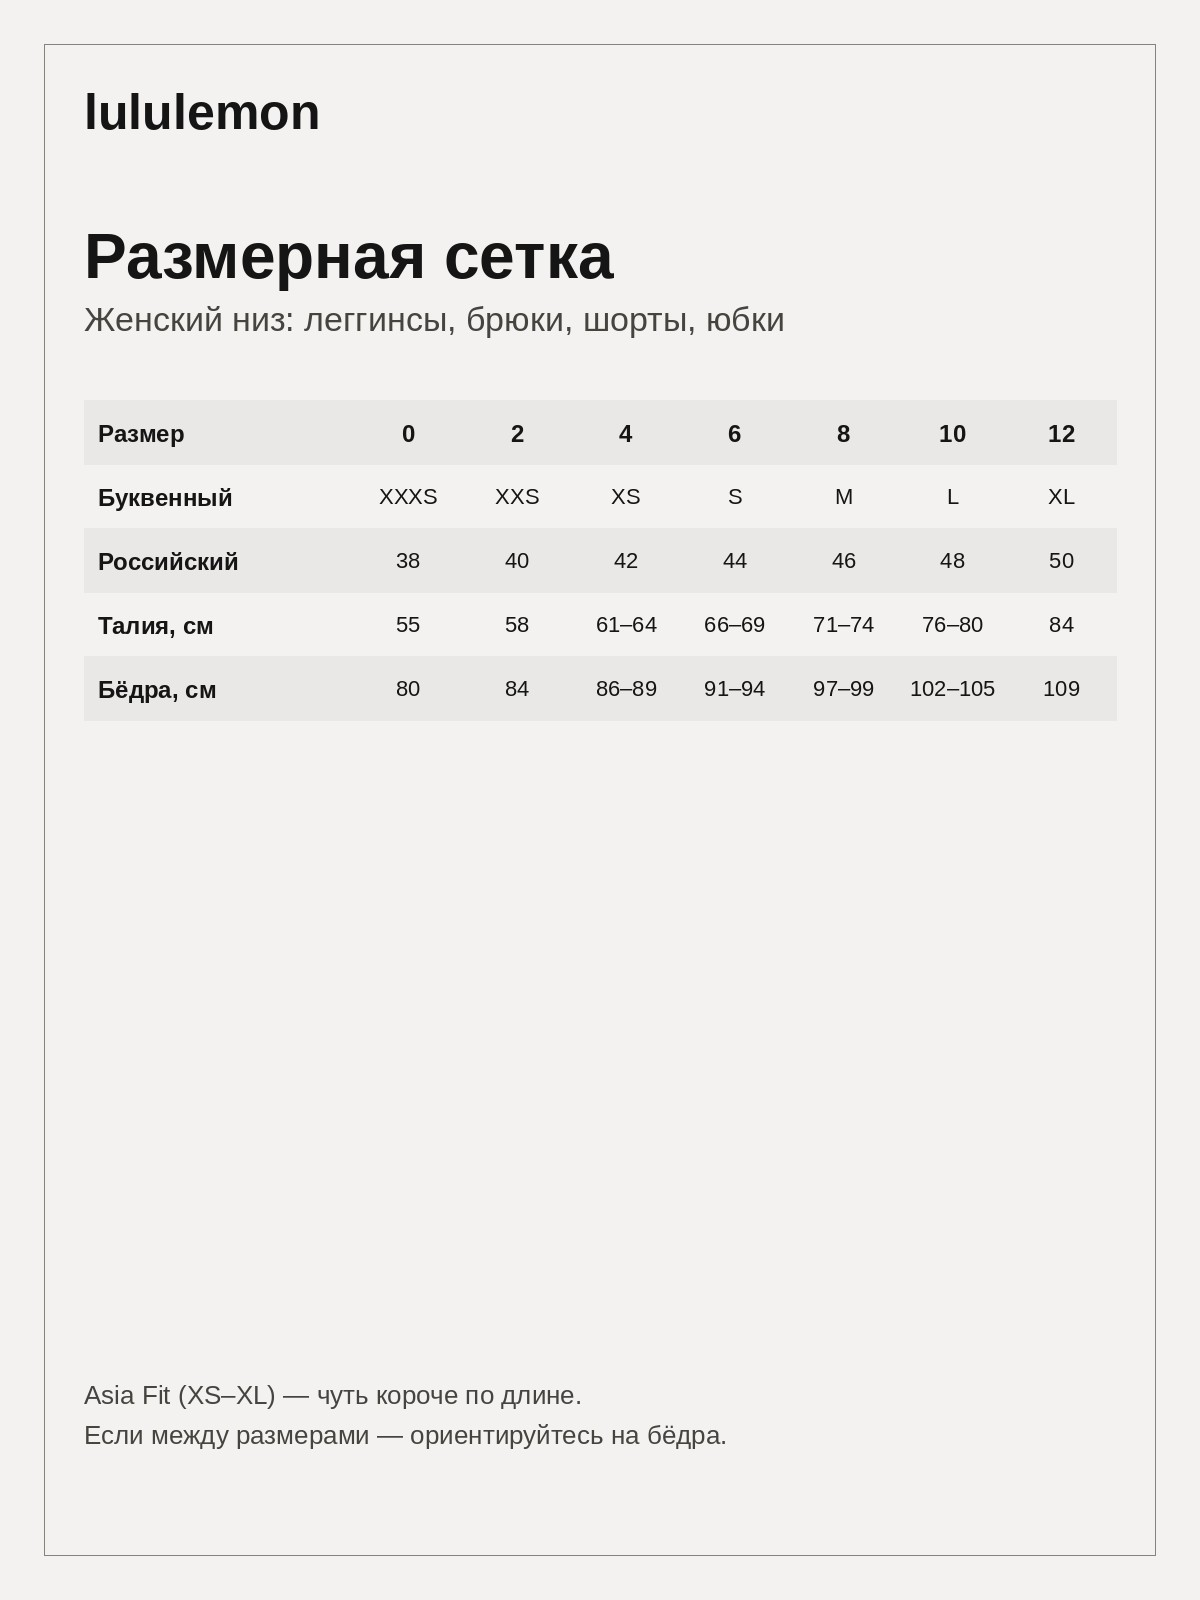 lululemon
Размерная сетка
Женский низ: леггинсы, брюки, шорты, юбки
Размер 0 2 4 6 8 10 12
Буквенный XXXS XXS XS S M L XL
Российский 38 40 42 44 46 48 50
Талия, см 55 58 61–64 66–69 71–74 76–80 84
Бёдра, см 80 84 86–89 91–94 97–99 102–105 109
Asia Fit (XS–XL) — чуть короче по длине.
Если между размерами — ориентируйтесь на бёдра.